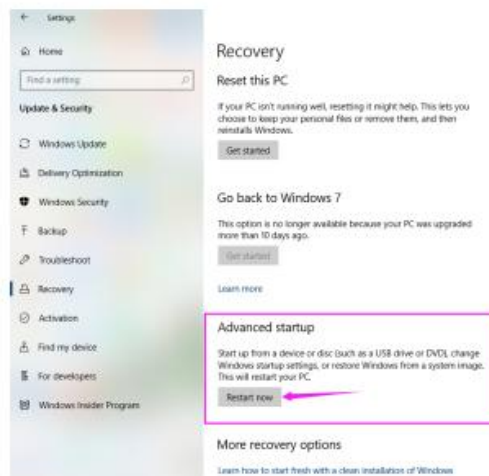 Settings
Home
Find a setting
Update & Security
Windows Update
Delivery Optimization
Windows Security
Backup
Troubleshoot
Recovery
Activation
Find my device
For developers
Windows Insider Program
Recovery
Reset this PC
If your PC isn't running well, resetting it might help. This lets you
choose to keep your personal files or remove them, and then
reinstalls Windows.
Get started
Go back to Windows 7
This option is no longer available because your PC was upgraded
more than 10 days ago.
Get started
Learn more
Advanced startup
Start up from a device or disc (such as a USB drive or DVD), change
Windows startup settings, or restore Windows from a system image.
This will restart your PC.
Restart now
More recovery options
Learn how to start fresh with a clean installation of Windows